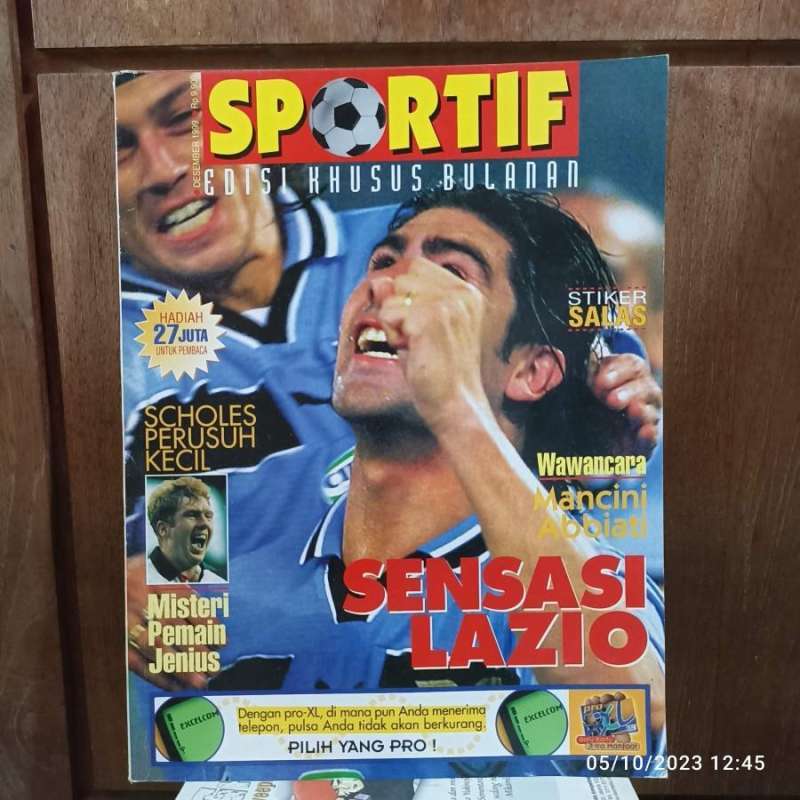 SPORTIF
EDISI KHUSUS BULANAN
DESEMBER 1999
HADIAH
27 JUTA
UNTUK PEMBACA
STIKER
SALAS
SCHOLES
PERUSUH
KECIL
Wawancara
Mancini
Abbiati
Misteri
Pemain
Jenius
SENSASI
LAZIO
EXCELCOM
Dengan pro-XL, di mana pun Anda menerima
telepon, pulsa Anda tidak akan berkurang.
PILIH YANG PRO !
EXCELCOM
pro
XL
05/10/2023 12:45